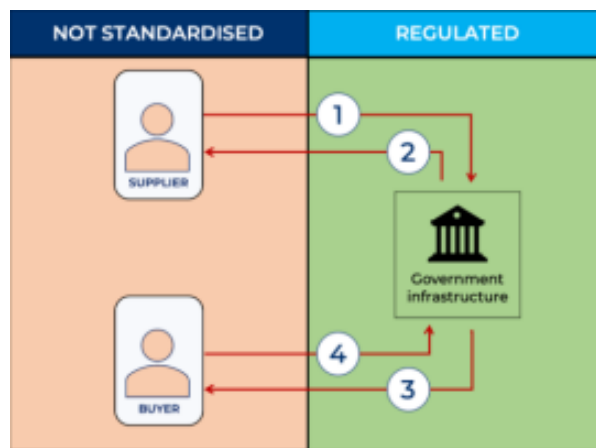 NOT STANDARDISED
REGULATED
1
2
SUPPLIER
Government
infrastructure
4
3
BUYER